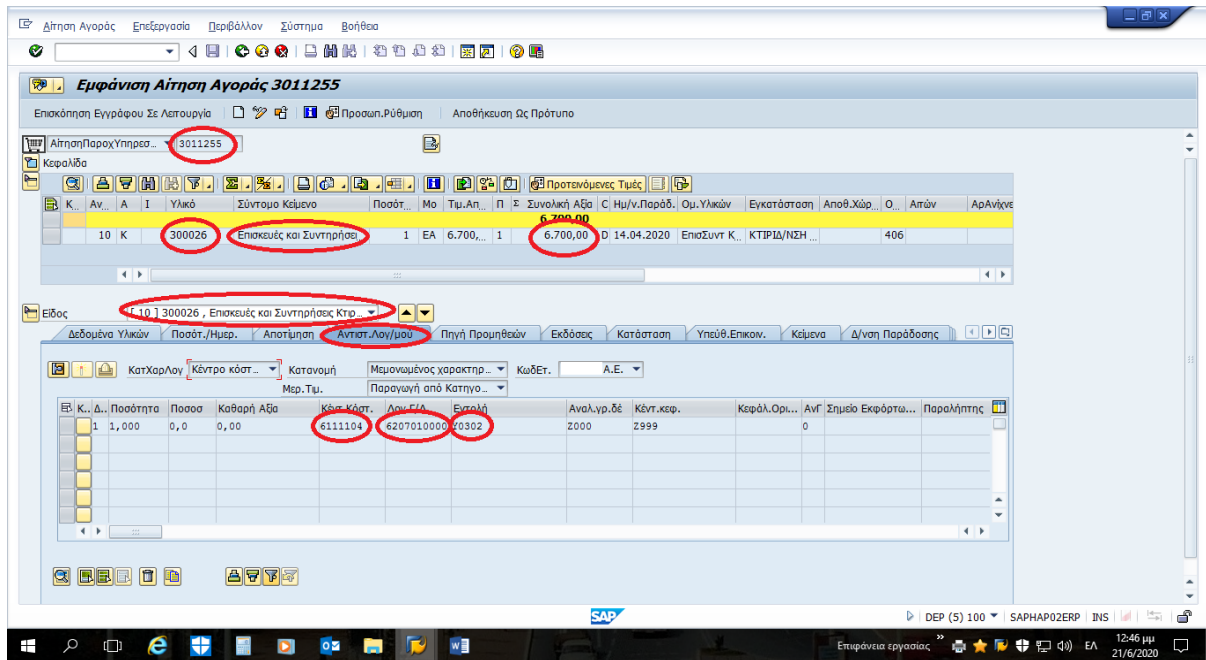 Αίτηση Αγοράς Επεξεργασία Περιβάλλον Σύστημα Βοήθεια
Εμφάνιση Αίτηση Αγοράς 3011255
Επισκόπηση Εγγράφου Σε Λειτουργία Προσωπ.Ρύθμιση Αποθήκευση Ως Πρότυπο
ΑίτησηΠαροχΥπηρεσ... 3011255
Κεφαλίδα
Προτεινόμενες Τιμές
Κ... Αν... Α Ι Υλικό Σύντομο Κείμενο Ποσότ... Μο Τιμ.Απ... Π Σ Συνολική Αξία C Ημ/ν.Παράδ. Ομ.Υλικών Εγκατάσταση Αποθ.Χώρ... Ο... Αιτών ΑρΑνίχνε
6.700,00
10 Κ 300026 Επισκευές και Συντηρήσει 1 EA 6.700,... 1 6.700,00 D 14.04.2020 ΕπισΣυντ Κ... ΚΤΙΡΙΔ/ΝΣΗ ... 406
Είδος [ 10 ] 300026 , Επισκευές και Συντηρήσεις Κτιρ...
Δεδομένα Υλικών Ποσότ./Ημερ. Αποτίμηση Αντιστ.Λογ/μού Πηγή Προμηθειών Εκδόσεις Κατάσταση Υπεύθ.Επικοιν. Κείμενα Δ/νση Παράδοσης
ΚατΧαρΛογ Κέντρο κόστ... Κατανομή Μεμονωμένος χαρακτηρ... ΚωδΕτ. Α.Ε.
Μερ.Τιμ. Παραγωγή από Κατηγο...
Κ.. Δ.. Ποσότητα Ποσοσ Καθαρή Αξία Κέντ.Κόστ. Λογ.Γ/Λ Εντολή Αναλ.γρ.δέ Κέντ.κεφ. Κεφάλ.Ορι... ΑνΓ Σημείο Εκφόρτω... Παραλήπτης
1 1,000 0,0 0,00 6111104 6207010000 Y0302 Z000 Z999 0
SAP
DEP (5) 100 SAPHAP02ERP INS
Επιφάνεια εργασίας ΕΛ 12:46 μμ
21/6/2020